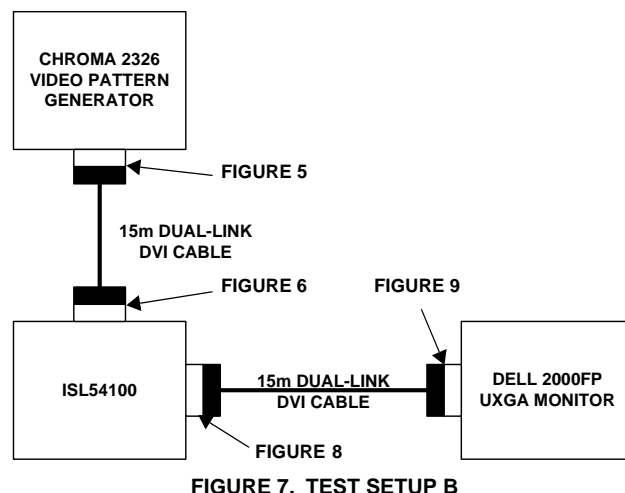 CHROMA 2326
VIDEO PATTERN
GENERATOR
FIGURE 5
15m DUAL-LINK
DVI CABLE
FIGURE 6
FIGURE 9
ISL54100
15m DUAL-LINK
DVI CABLE
DELL 2000FP
UXGA MONITOR
FIGURE 8
FIGURE 7. TEST SETUP B